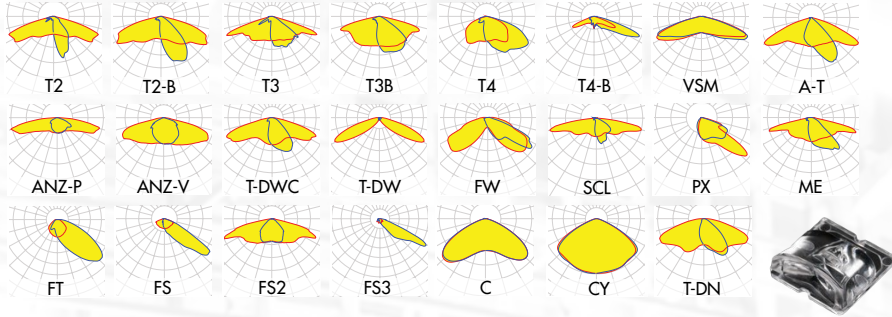 T2 T2-B T3 T3B T4 T4-B VSM A-T
ANZ-P ANZ-V T-DWC T-DW FW SCL PX ME
FT FS FS2 FS3 C CY T-DN